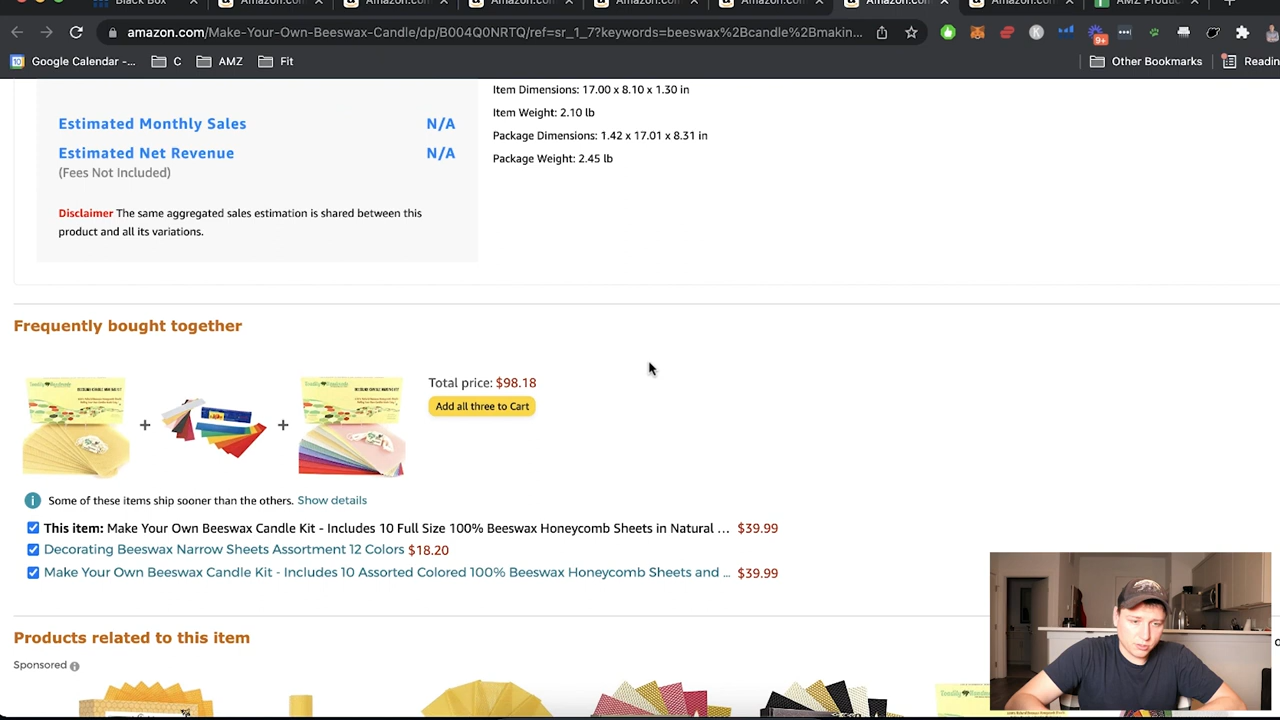 Black Box
Amazon.com
Amazon.com
Amazon.com
Amazon.com
Amazon.com
Amazon.com
Amazon.com
AMZ Produc
amazon.com/Make-Your-Own-Beeswax-Candle/dp/B004Q0NRTQ/ref=sr_1_7?keywords=beeswax%2Bcandle%2Bmakin...
9+
Google Calendar -...
C
AMZ
Fit
Other Bookmarks
Readin
Item Dimensions: 17.00 x 8.10 x 1.30 in
Item Weight: 2.10 lb
Estimated Monthly Sales N/A
Package Dimensions: 1.42 x 17.01 x 8.31 in
Estimated Net Revenue N/A
Package Weight: 2.45 lb
(Fees Not Included)
Disclaimer The same aggregated sales estimation is shared between this
product and all its variations.
Frequently bought together
Total price: $98.18
Add all three to Cart
Some of these items ship sooner than the others. Show details
This item: Make Your Own Beeswax Candle Kit - Includes 10 Full Size 100% Beeswax Honeycomb Sheets in Natural ... $39.99
Decorating Beeswax Narrow Sheets Assortment 12 Colors $18.20
Make Your Own Beeswax Candle Kit - Includes 10 Assorted Colored 100% Beeswax Honeycomb Sheets and ... $39.99
Products related to this item
Sponsored